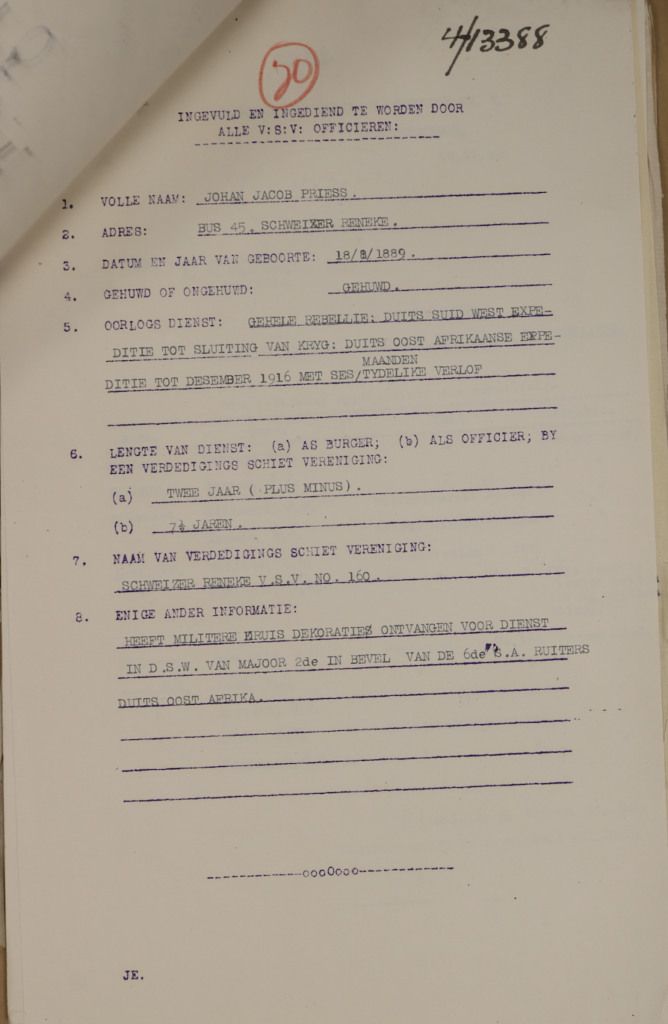 4/13388
30
INGEVULD EN INGEDIEND TE WORDEN DOOR
ALLE V:S:V: OFFICIEREN:
1. VOLLE NAAM: JOHAN JACOB PRIESS.
2. ADRES: BUS 45. SCHWEIZER RENEKE.
3. DATUM EN JAAR VAN GEBOORTE: 18/8/1889.
4. GEHUWD OF ONGEHUWD: GEHUWD.
5. OORLOGS DIENST: GEHELE REBELLIE: DUITS SUID WEST EXPE-
DITIE TOT SLUITING VAN KRYG: DUITS OOST AFRIKAANSE EXPE-
MAANDEN
DITIE TOT DESEMBER 1916 MET SES/TYDELIKE VERLOF
6. LENGTE VAN DIENST: (a) AS BURGER; (b) ALS OFFICIER; BY
EEN VERDEDIGINGS SCHIET VERENIGING:
(a) TWEE JAAR ( PLUS MINUS).
(b) 7½ JAREN.
7. NAAM VAN VERDEDIGINGS SCHIET VERENIGING:
SCHWEIZER RENEKE V.S.V. NO. 160.
8. ENIGE ANDER INFORMATIE:
HEEFT MILITERE KRUIS DEKORATIES ONTVANGEN VOOR DIENST
IN D.S.W. VAN MAJOOR 2de IN BEVEL VAN DE 6de S.A. RUITERS
DUITS OOST AFRIKA.
----------oooOooo----------
JE.